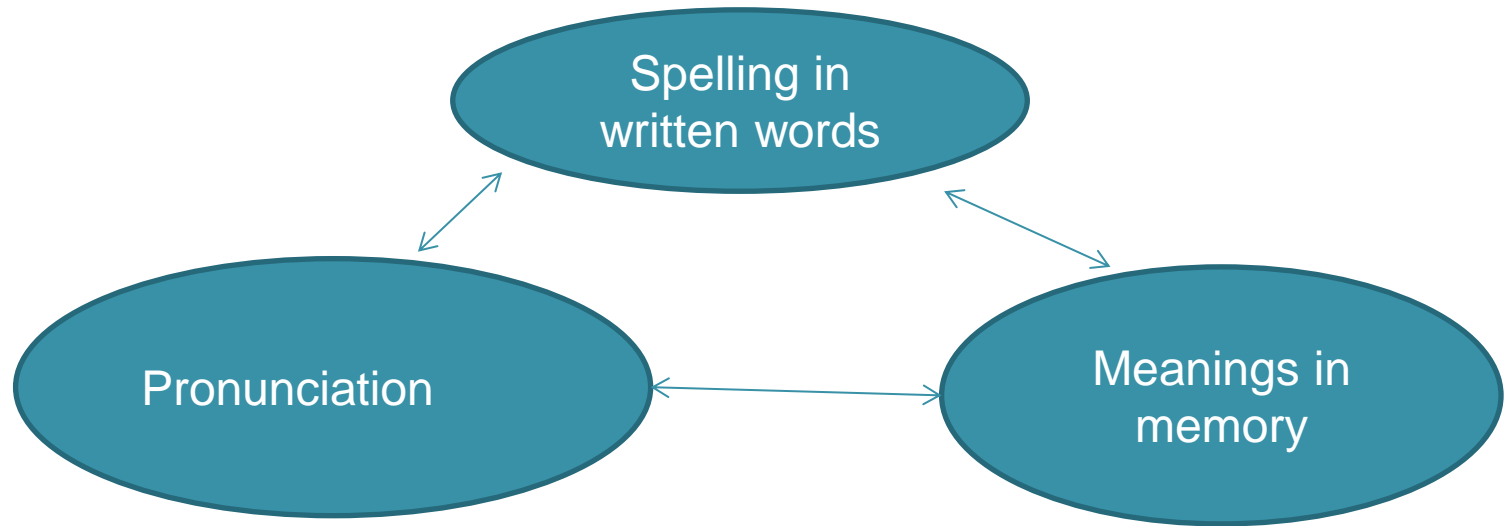 Spelling in
written words
Pronunciation
Meanings in
memory